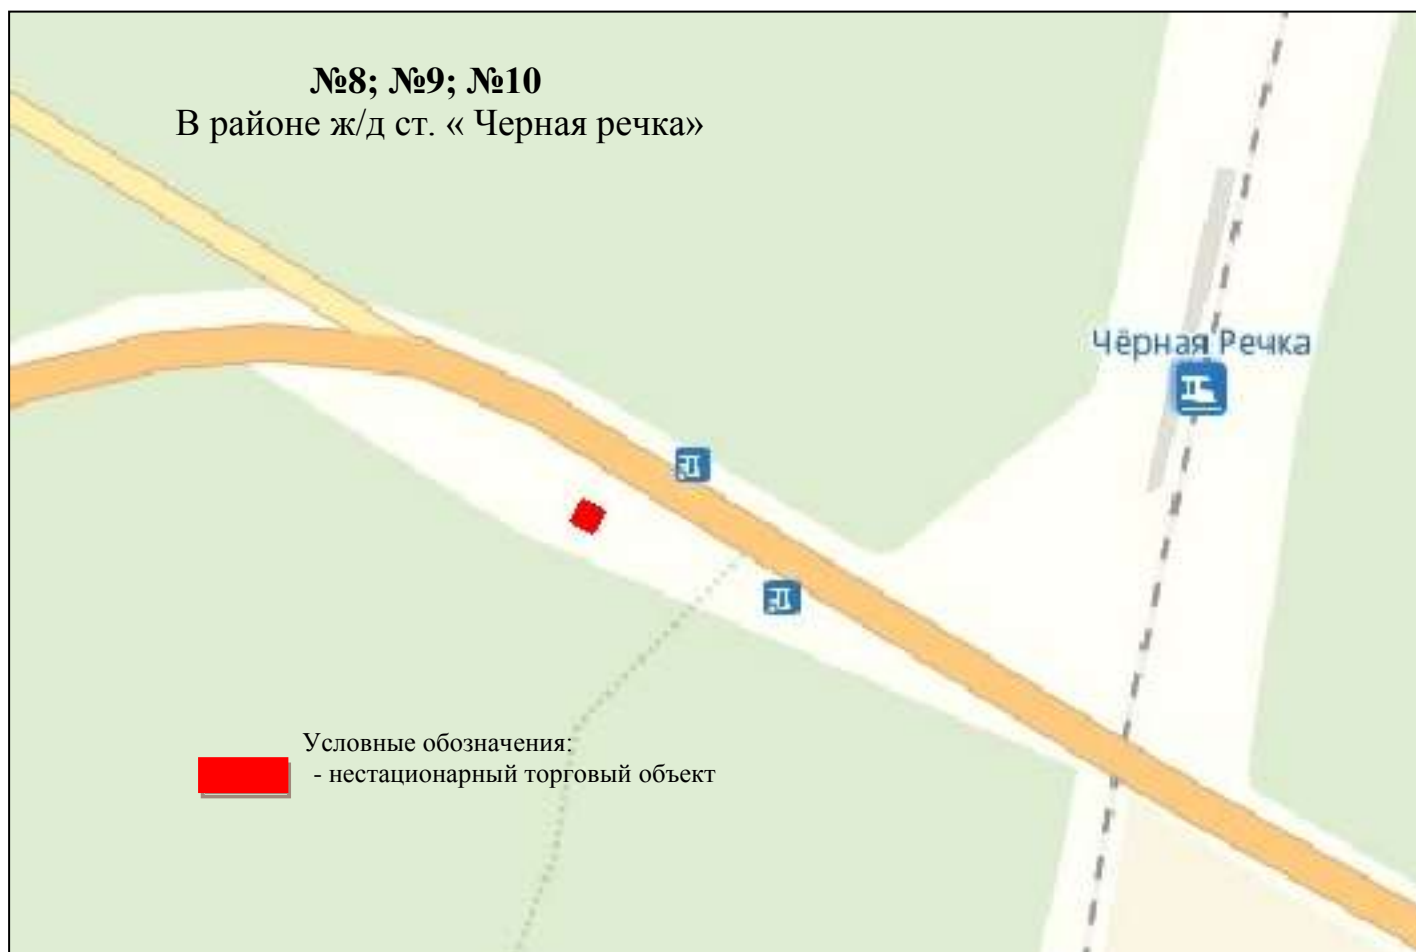 №8; №9; №10
В районе ж/д ст. « Черная речка»
Чёрная Речка
Условные обозначения:
- нестационарный торговый объект